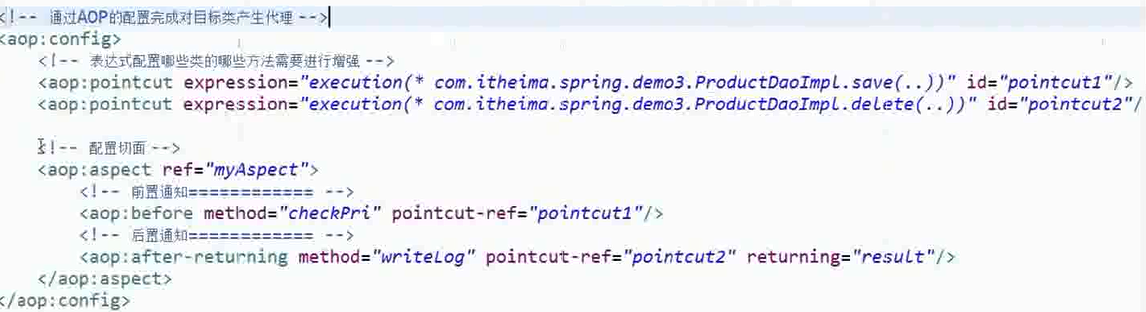 <!-- 通过AOP的配置完成对目标类产生代理 -->
<aop:config>
<!-- 表达式配置哪些类的哪些方法需要进行增强 -->
<aop:pointcut expression="execution(* com.itheima.spring.demo3.ProductDaoImpl.save(..))" id="pointcut1"/>
<aop:pointcut expression="execution(* com.itheima.spring.demo3.ProductDaoImpl.delete(..))" id="pointcut2"/
<!-- 配置切面 -->
<aop:aspect ref="myAspect">
<!-- 前置通知============ -->
<aop:before method="checkPri" pointcut-ref="pointcut1"/>
<!-- 后置通知============ -->
<aop:after-returning method="writeLog" pointcut-ref="pointcut2" returning="result"/>
</aop:aspect>
</aop:config>